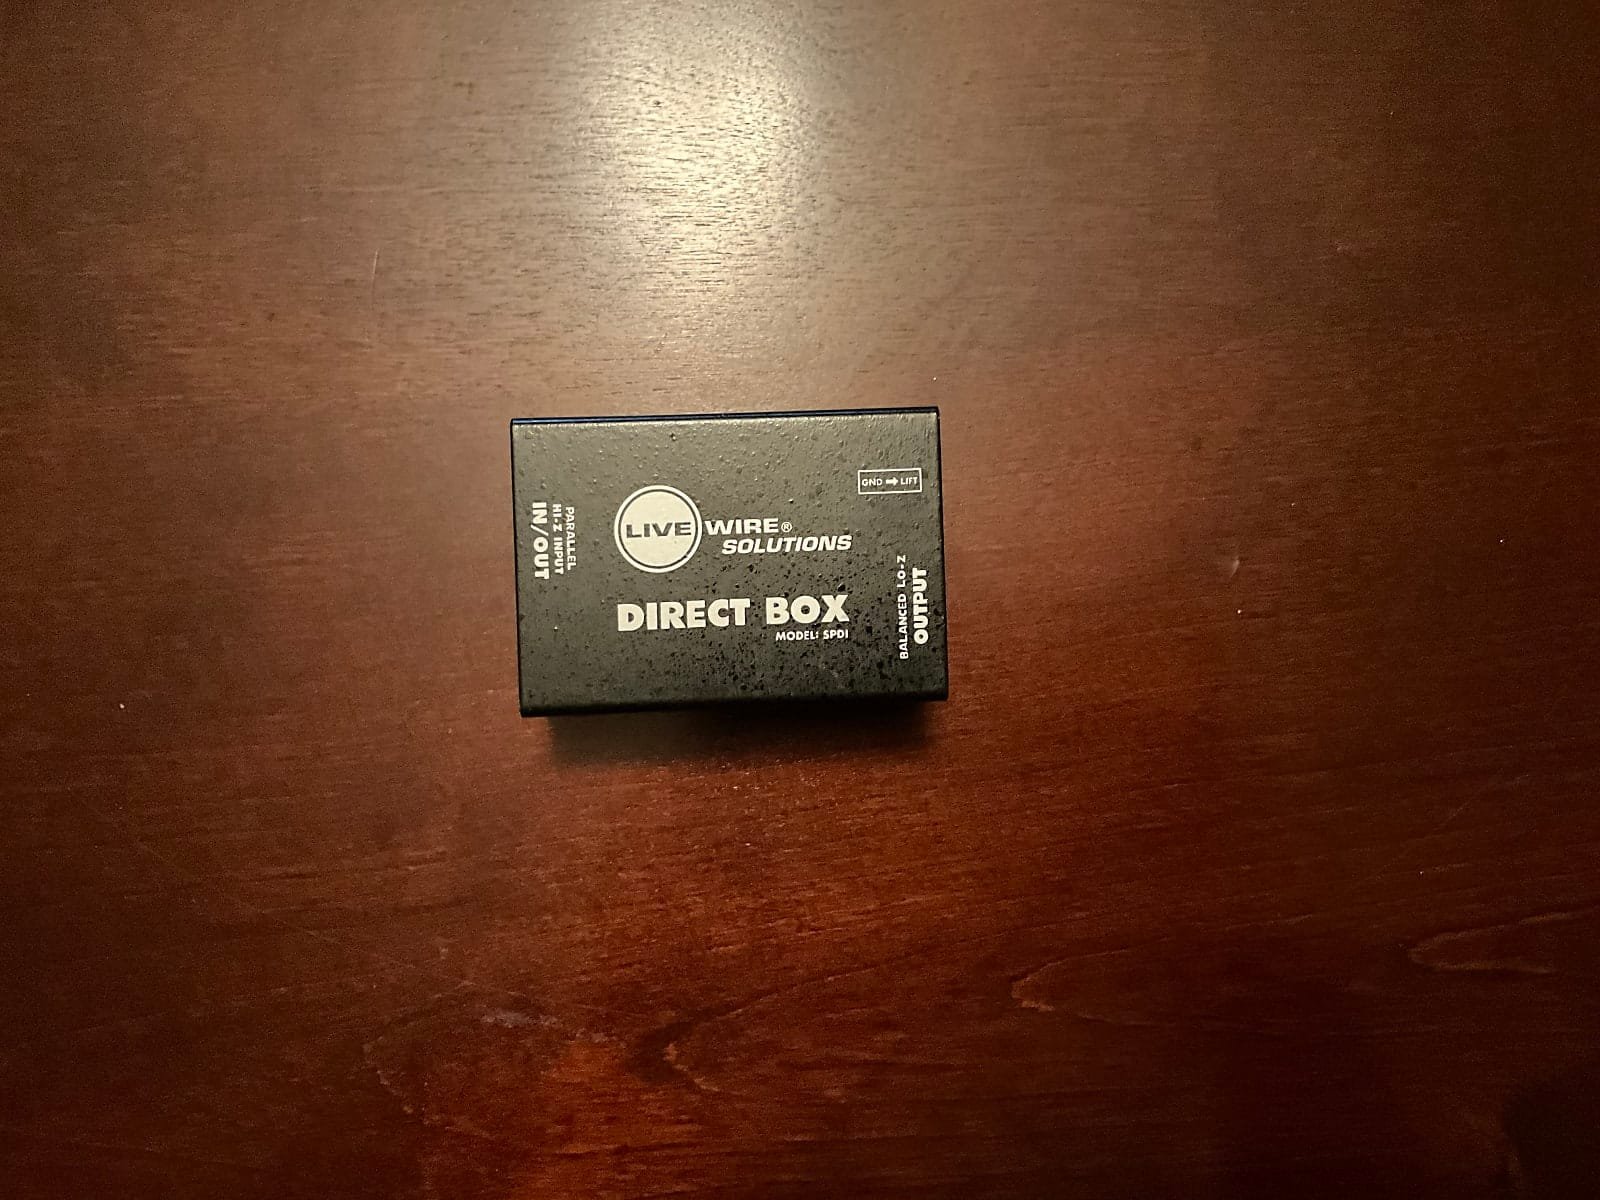 PARALLEL
HI-Z INPUT
IN/OUT
LIVE WIRE®
SOLUTIONS
DIRECT BOX
MODEL: SPDI
GND ➡ LIFT
BALANCED LO-Z
OUTPUT